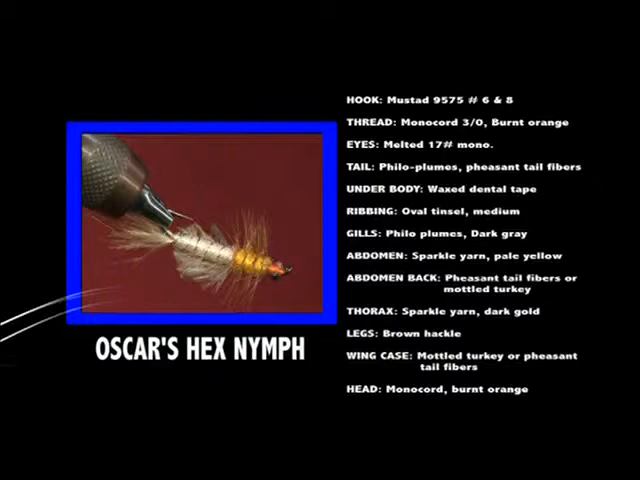 HOOK: Mustad 9575 # 6 & 8
THREAD: Monocord 3/0, Burnt orange
EYES: Melted 17# mono.
TAIL: Philo-plumes, pheasant tail fibers
UNDER BODY: Waxed dental tape
RIBBING: Oval tinsel, medium
GILLS: Philo plumes, Dark gray
ABDOMEN: Sparkle yarn, pale yellow
ABDOMEN BACK: Pheasant tail fibers or
mottled turkey
THORAX: Sparkle yarn, dark gold
LEGS: Brown hackle
WING CASE: Mottled turkey or pheasant
tail fibers
HEAD: Monocord, burnt orange
OSCAR'S HEX NYMPH